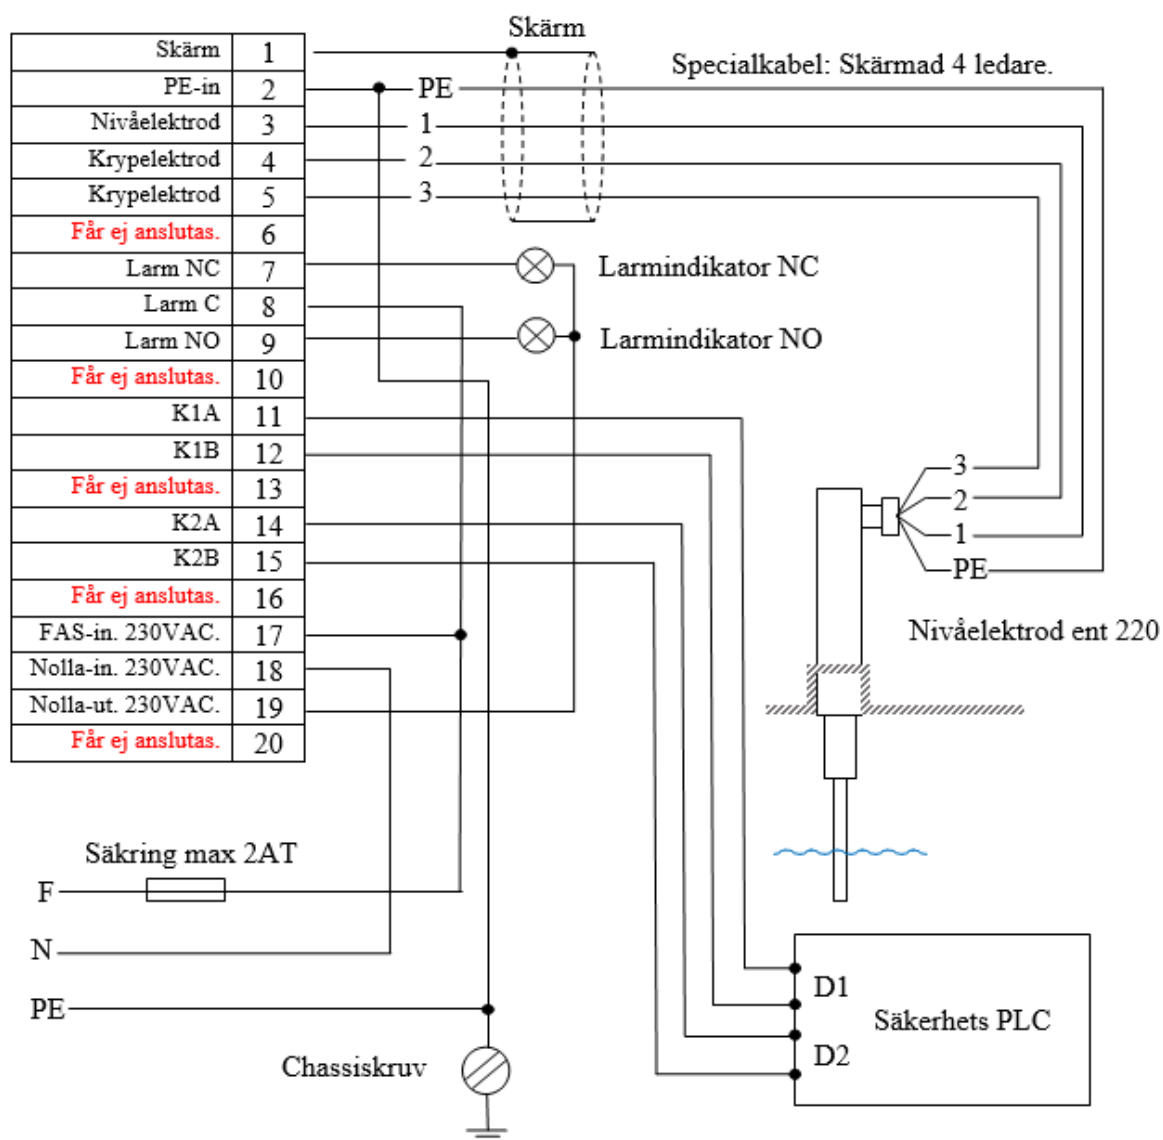 Skärm
Specialkabel: Skärmad 4 ledare.
Skärm 1
PE-in 2
PE
Nivåelektrod 3
1
Krypelektrod 4
2
Krypelektrod 5
3
Får ej anslutas. 6
Larm NC 7
Larmindikator NC
Larm C 8
Larm NO 9
Larmindikator NO
Får ej anslutas. 10
K1A 11
K1B 12
Får ej anslutas. 13
K2A 14
K2B 15
Får ej anslutas. 16
FAS-in. 230VAC. 17
Nolla-in. 230VAC. 18
Nolla-ut. 230VAC. 19
Får ej anslutas. 20
3
2
1
PE
Nivåelektrod ent 220
Säkring max 2AT
F
N
PE
Chassiskruv
D1
D2
Säkerhets PLC